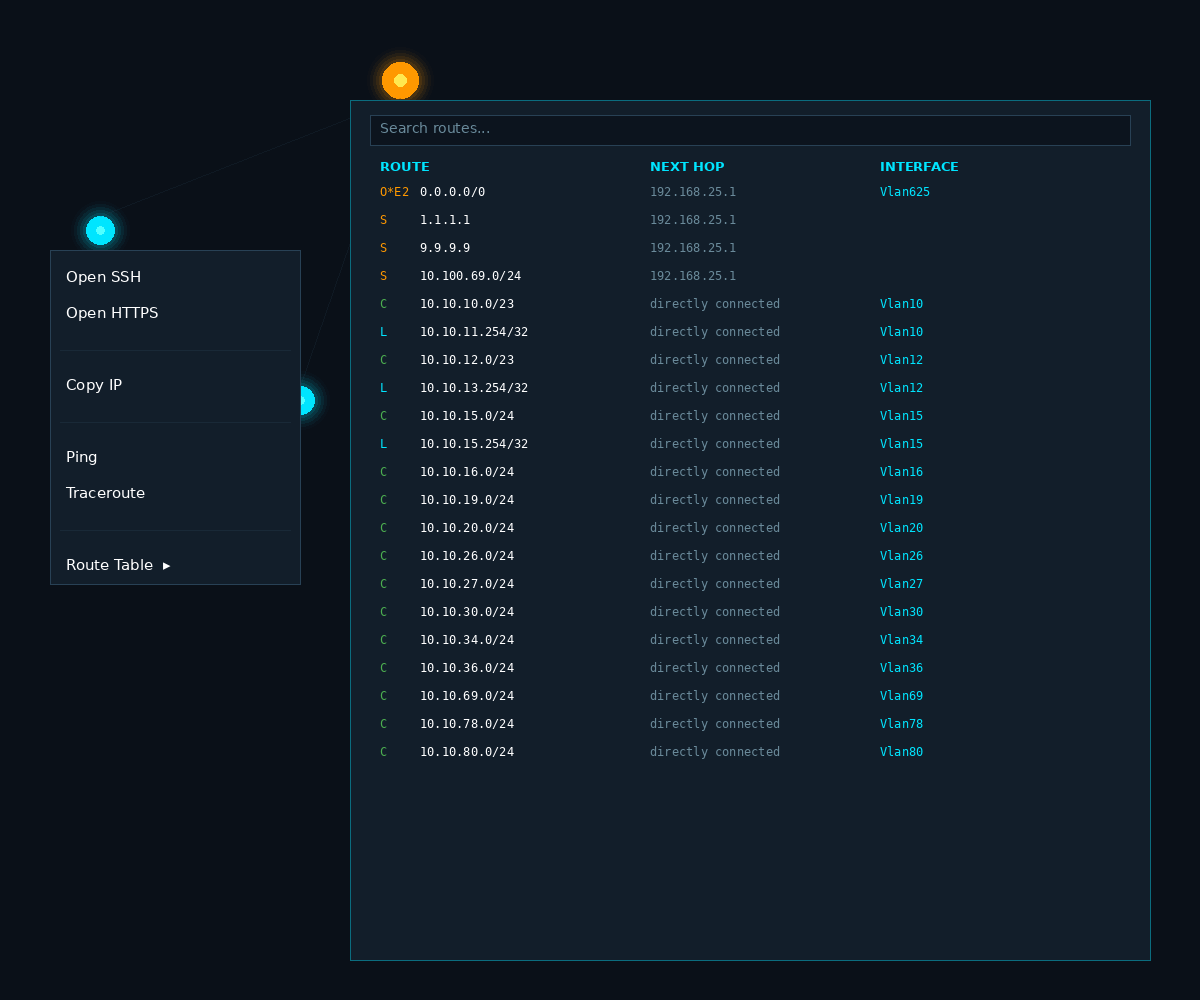 Search routes...
ROUTE NEXT HOP INTERFACE
O*E2 0.0.0.0/0 192.168.25.1 Vlan625
S 1.1.1.1 192.168.25.1
S 9.9.9.9 192.168.25.1
S 10.100.69.0/24 192.168.25.1
C 10.10.10.0/23 directly connected Vlan10
L 10.10.11.254/32 directly connected Vlan10
C 10.10.12.0/23 directly connected Vlan12
L 10.10.13.254/32 directly connected Vlan12
C 10.10.15.0/24 directly connected Vlan15
L 10.10.15.254/32 directly connected Vlan15
C 10.10.16.0/24 directly connected Vlan16
C 10.10.19.0/24 directly connected Vlan19
C 10.10.20.0/24 directly connected Vlan20
C 10.10.26.0/24 directly connected Vlan26
C 10.10.27.0/24 directly connected Vlan27
C 10.10.30.0/24 directly connected Vlan30
C 10.10.34.0/24 directly connected Vlan34
C 10.10.36.0/24 directly connected Vlan36
C 10.10.69.0/24 directly connected Vlan69
C 10.10.78.0/24 directly connected Vlan78
C 10.10.80.0/24 directly connected Vlan80
Open SSH
Open HTTPS
Copy IP
Ping
Traceroute
Route Table ▸